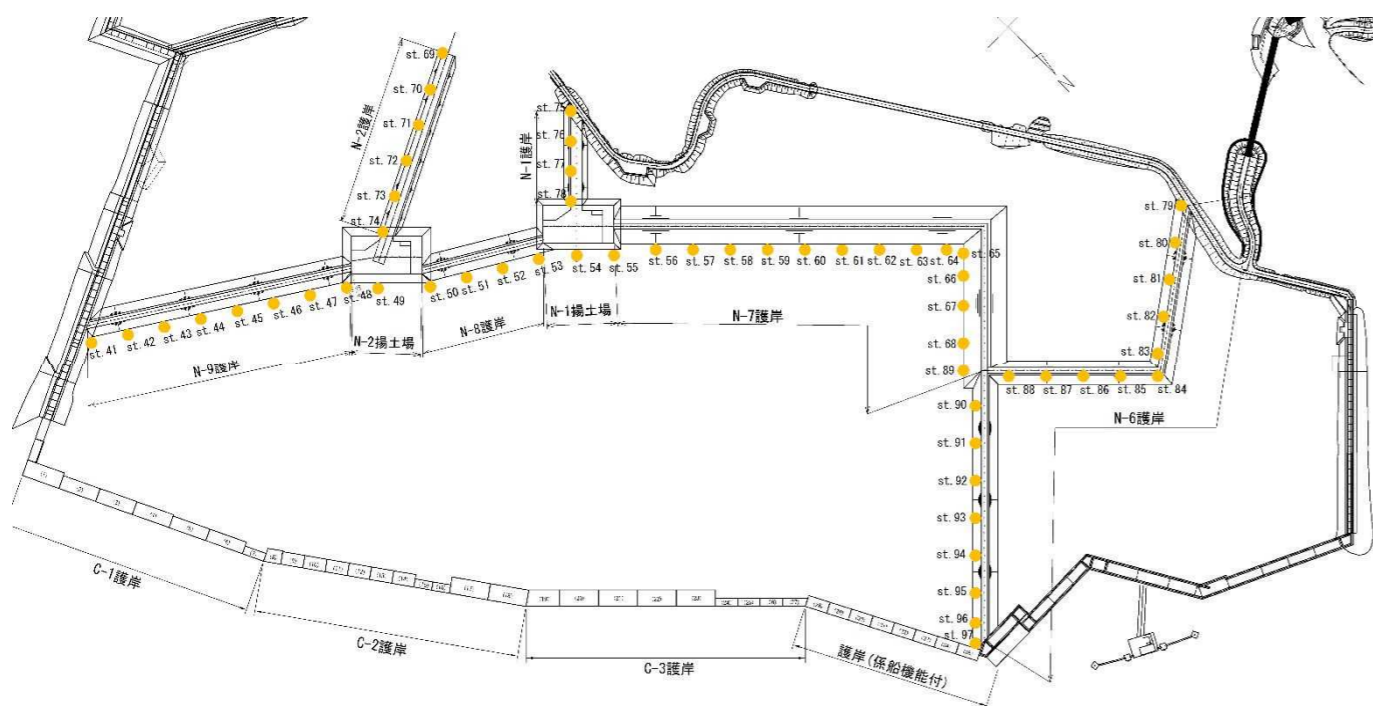 st. 69
st. 70
st. 71
st. 72
st. 73
st. 74
N-2護岸
st. 75
st. 76
st. 77
st. 78
N-1護岸
N
st. 79
st. 80
st. 81
st. 82
st. 83
st. 53
st. 54
st. 55
st. 56
st. 57
st. 58
st. 59
st. 60
st. 61
st. 62
st. 63
st. 64
st. 65
st. 66
st. 67
st. 68
st. 89
st. 41
st. 42
st. 43
st. 44
st. 45
st. 46
st. 47
st. 48
st. 49
st. 50
st. 51
st. 52
N-9護岸
N-2揚土場
N-8護岸
N-1揚土場
N-7護岸
st. 88
st. 87
st. 86
st. 85
st. 84
N-6護岸
st. 90
st. 91
st. 92
st. 93
st. 94
st. 95
st. 96
st. 97
C-1護岸
C-2護岸
C-3護岸
護岸(係船機能付)